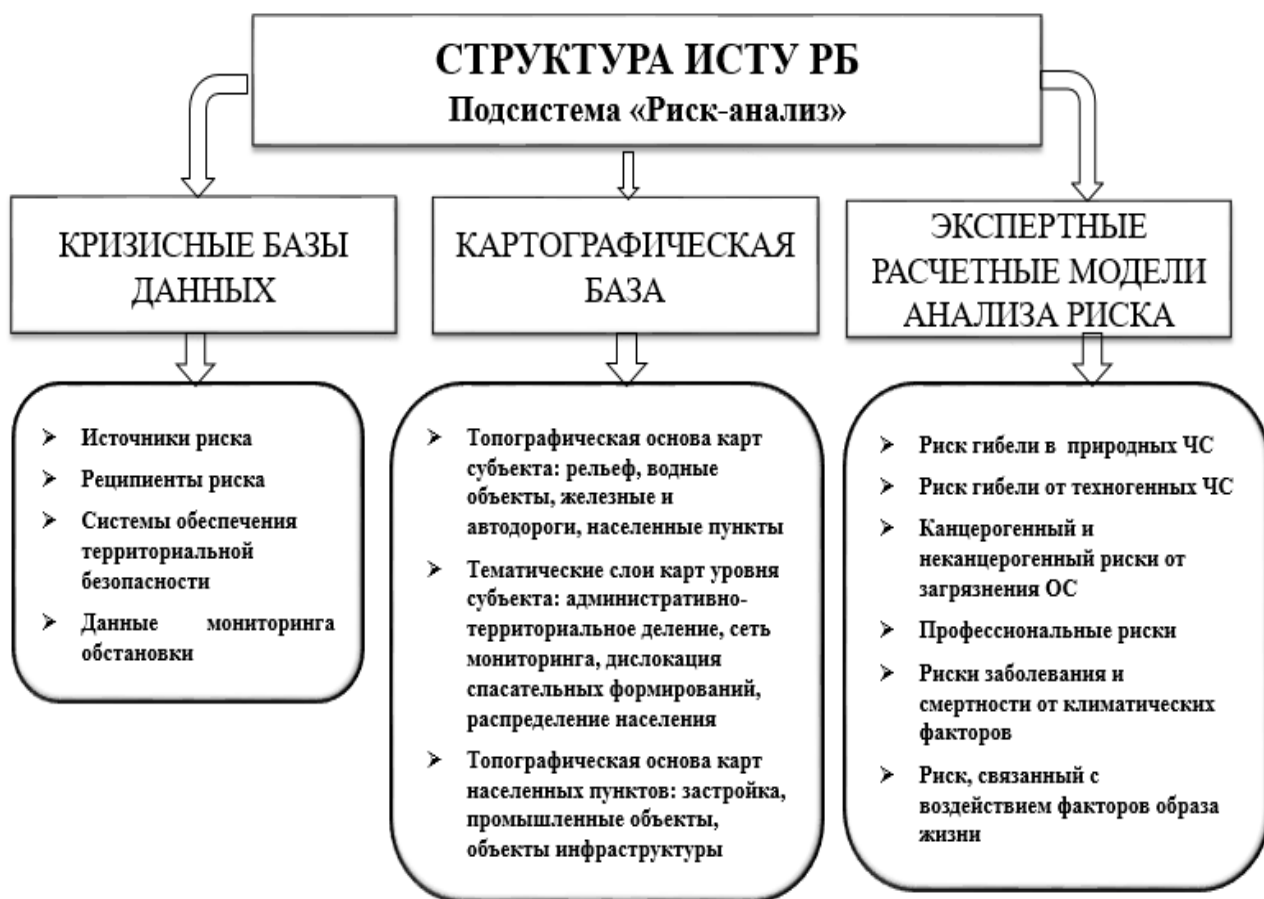 СТРУКТУРА ИСТУ РБ
Подсистема «Риск-анализ»
КРИЗИСНЫЕ БАЗЫ
ДАННЫХ
КАРТОГРАФИЧЕСКАЯ
БАЗА
ЭКСПЕРТНЫЕ
РАСЧЕТНЫЕ МОДЕЛИ
АНАЛИЗА РИСКА
➢ Источники риска
➢ Реципиенты риска
➢ Системы обеспечения
территориальной
безопасности
➢ Данные мониторинга
обстановки
➢ Топографическая основа карт
субъекта: рельеф, водные
объекты, железные и
автодороги, населенные пункты
➢ Тематические слои карт уровня
субъекта: административно-
территориальное деление, сеть
мониторинга, дислокация
спасательных формирований,
распределение населения
➢ Топографическая основа карт
населенных пунктов: застройка,
промышленные объекты,
объекты инфраструктуры
➢ Риск гибели в природных ЧС
➢ Риск гибели от техногенных ЧС
➢ Канцерогенный и
неканцерогенный риски от
загрязнения ОС
➢ Профессиональные риски
➢ Риски заболевания и
смертности от климатических
факторов
➢ Риск, связанный с
воздействием факторов образа
жизни